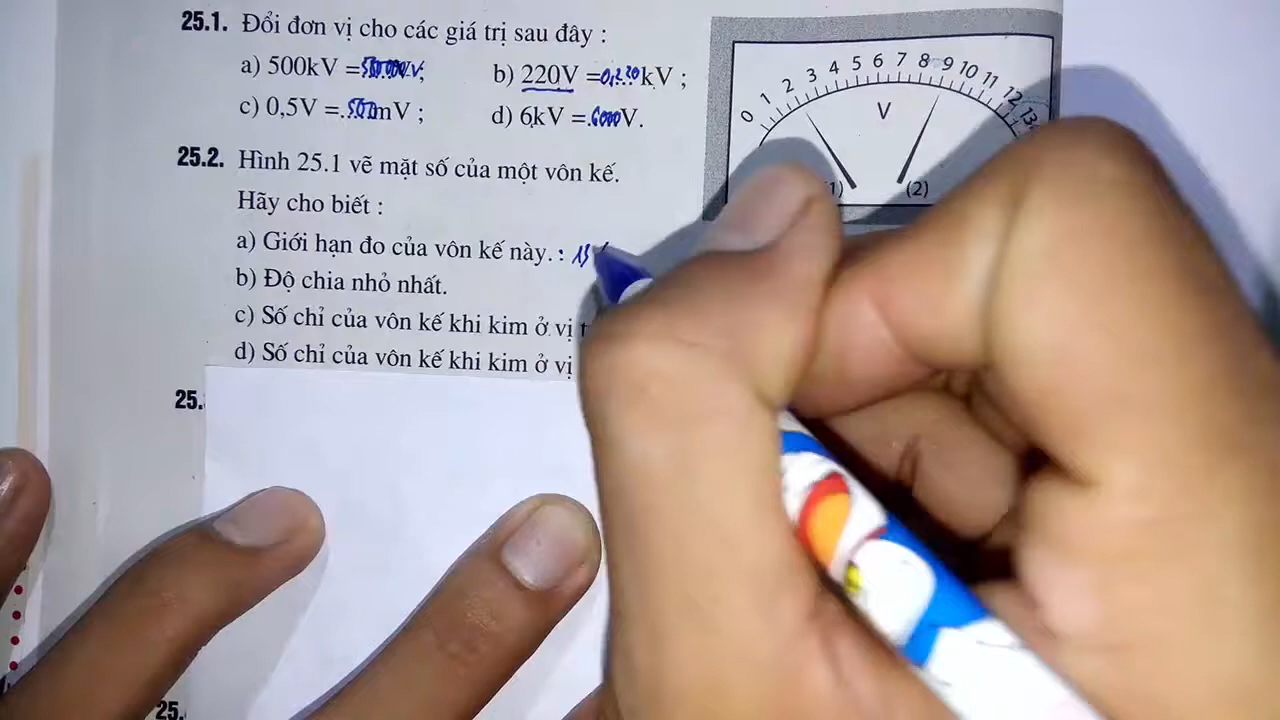 25.1. Đổi đơn vị cho các giá trị sau đây :
a) 500kV = V; b) 220V =0,220kV ;
c) 0,5V =.500mV ; d) 6kV =.6000V.
25.2. Hình 25.1 vẽ mặt số của một vôn kế.
Hãy cho biết :
a) Giới hạn đo của vôn kế này. : 13
b) Độ chia nhỏ nhất.
c) Số chỉ của vôn kế khi kim ở vị
d) Số chỉ của vôn kế khi kim ở vị
25.
25.
0 1 2 3 4 5 6 7 8 9 10 11 12 13
V
(1) (2)